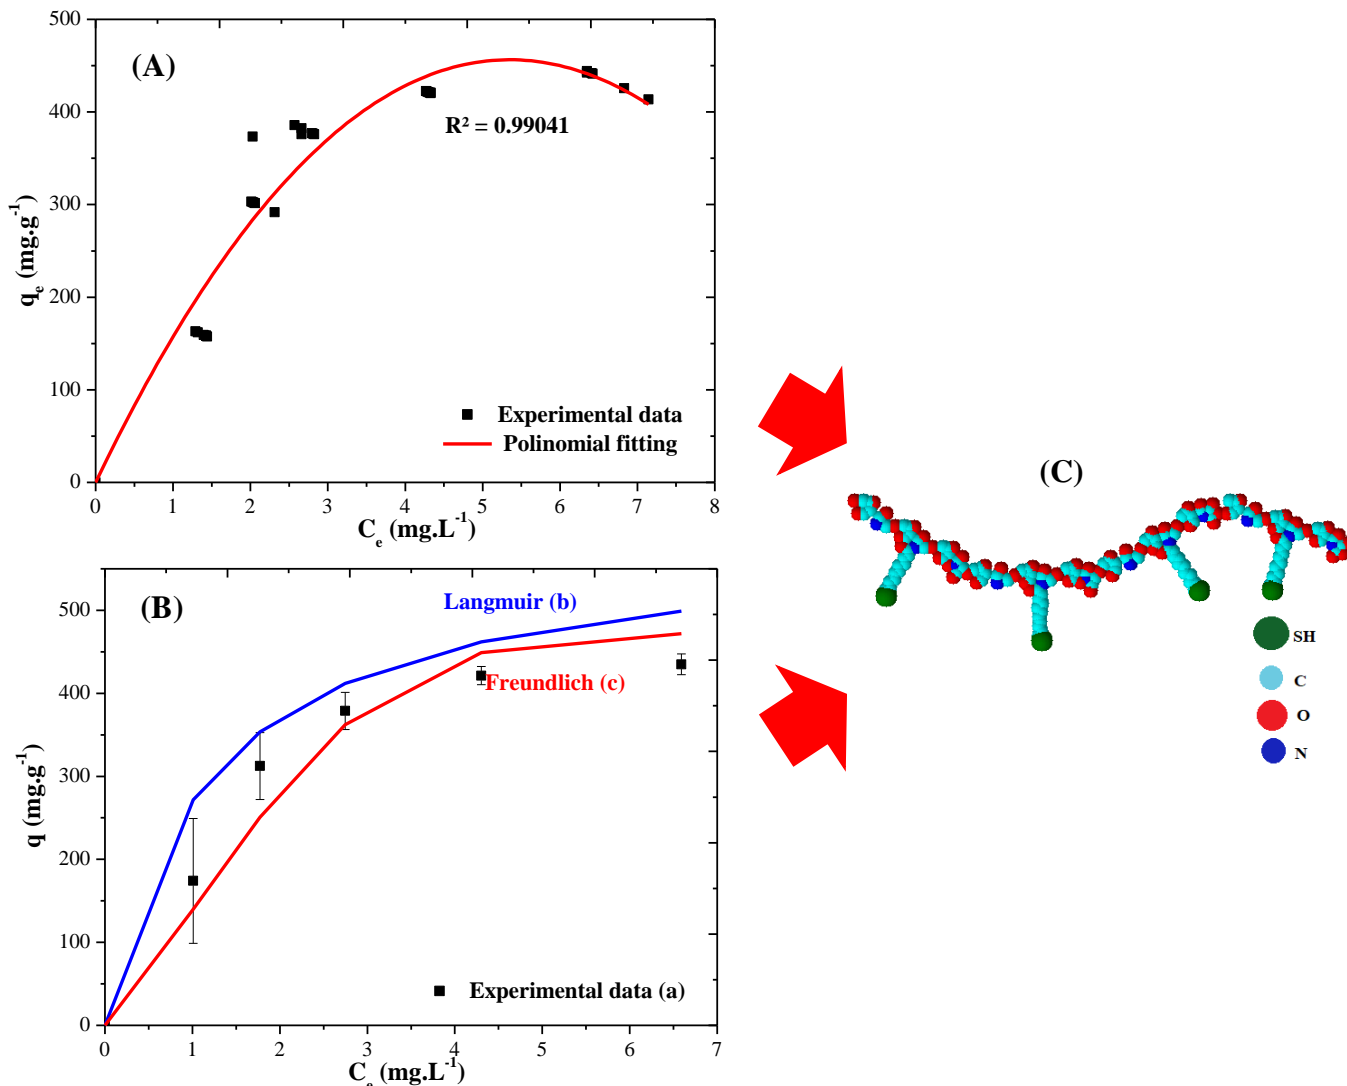 500
400
300
200
100
0
(A)
R² = 0.99041
Experimental data
Polinomial fitting
qe (mg.g-1)
0 1 2 3 4 5 6 7 8
Ce (mg.L-1)
(B)
500
400
300
200
100
0
Langmuir (b)
Freundlich (c)
Experimental data (a)
q (mg.g-1)
0 1 2 3 4 5 6 7
Ce (mg.L-1)
(C)
SH
C
O
N